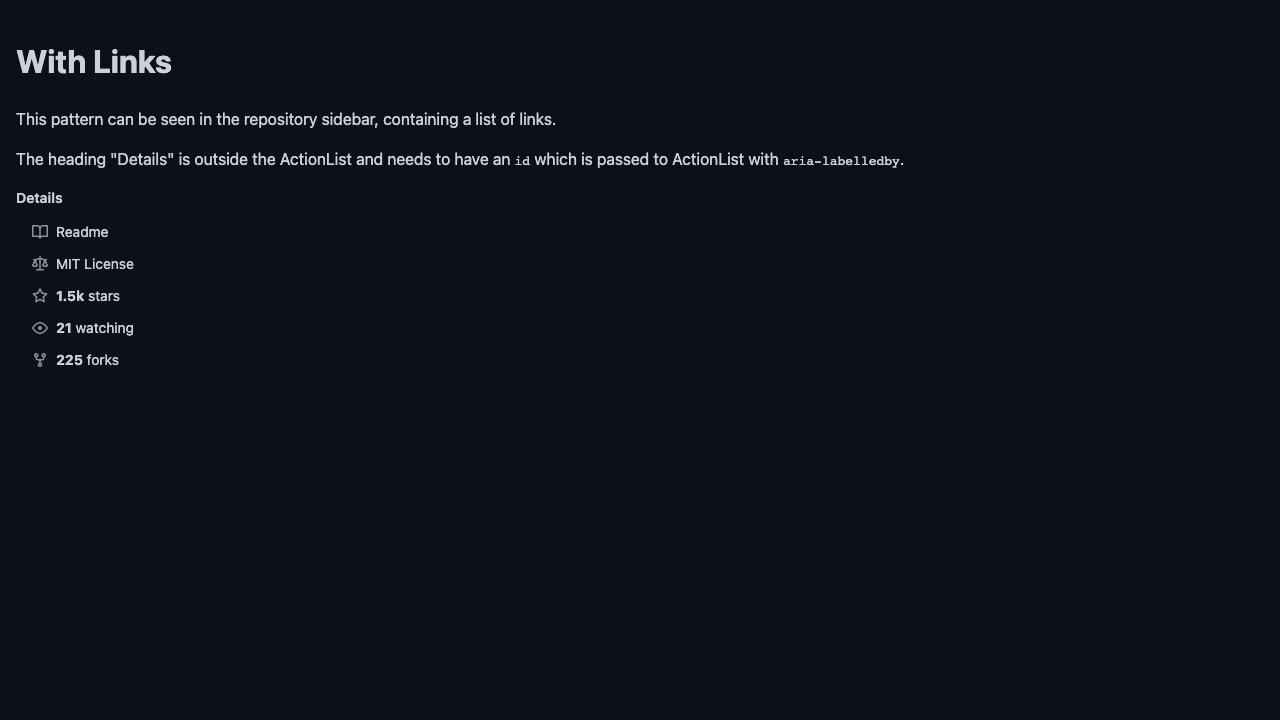 With Links
This pattern can be seen in the repository sidebar, containing a list of links.
The heading "Details" is outside the ActionList and needs to have an id which is passed to ActionList with aria-labelledby.
Details
Readme
MIT License
1.5k stars
21 watching
225 forks